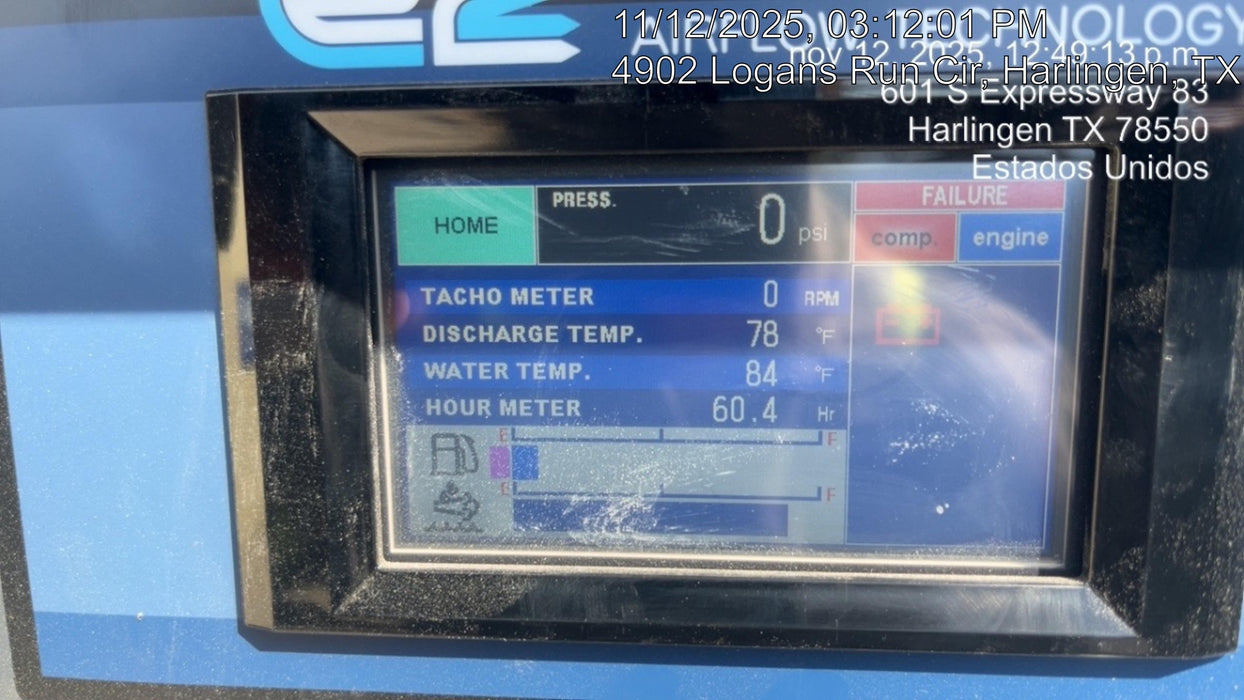 11/12/2025, 03:12:01 PM
AIRFLOW TECHNOLOGY
nov 12, 2025, 12:49:13 p.m.
4902 Logans Run Cir, Harlingen, TX
601 S Expressway 83
Harlingen TX 78550
Estados Unidos
HOME PRESS. 0 psi FAILURE
comp. engine
TACHO METER 0 RPM
DISCHARGE TEMP. 78 °F
WATER TEMP. 84 °F
HOUR METER 60.4 Hr
E F
E F